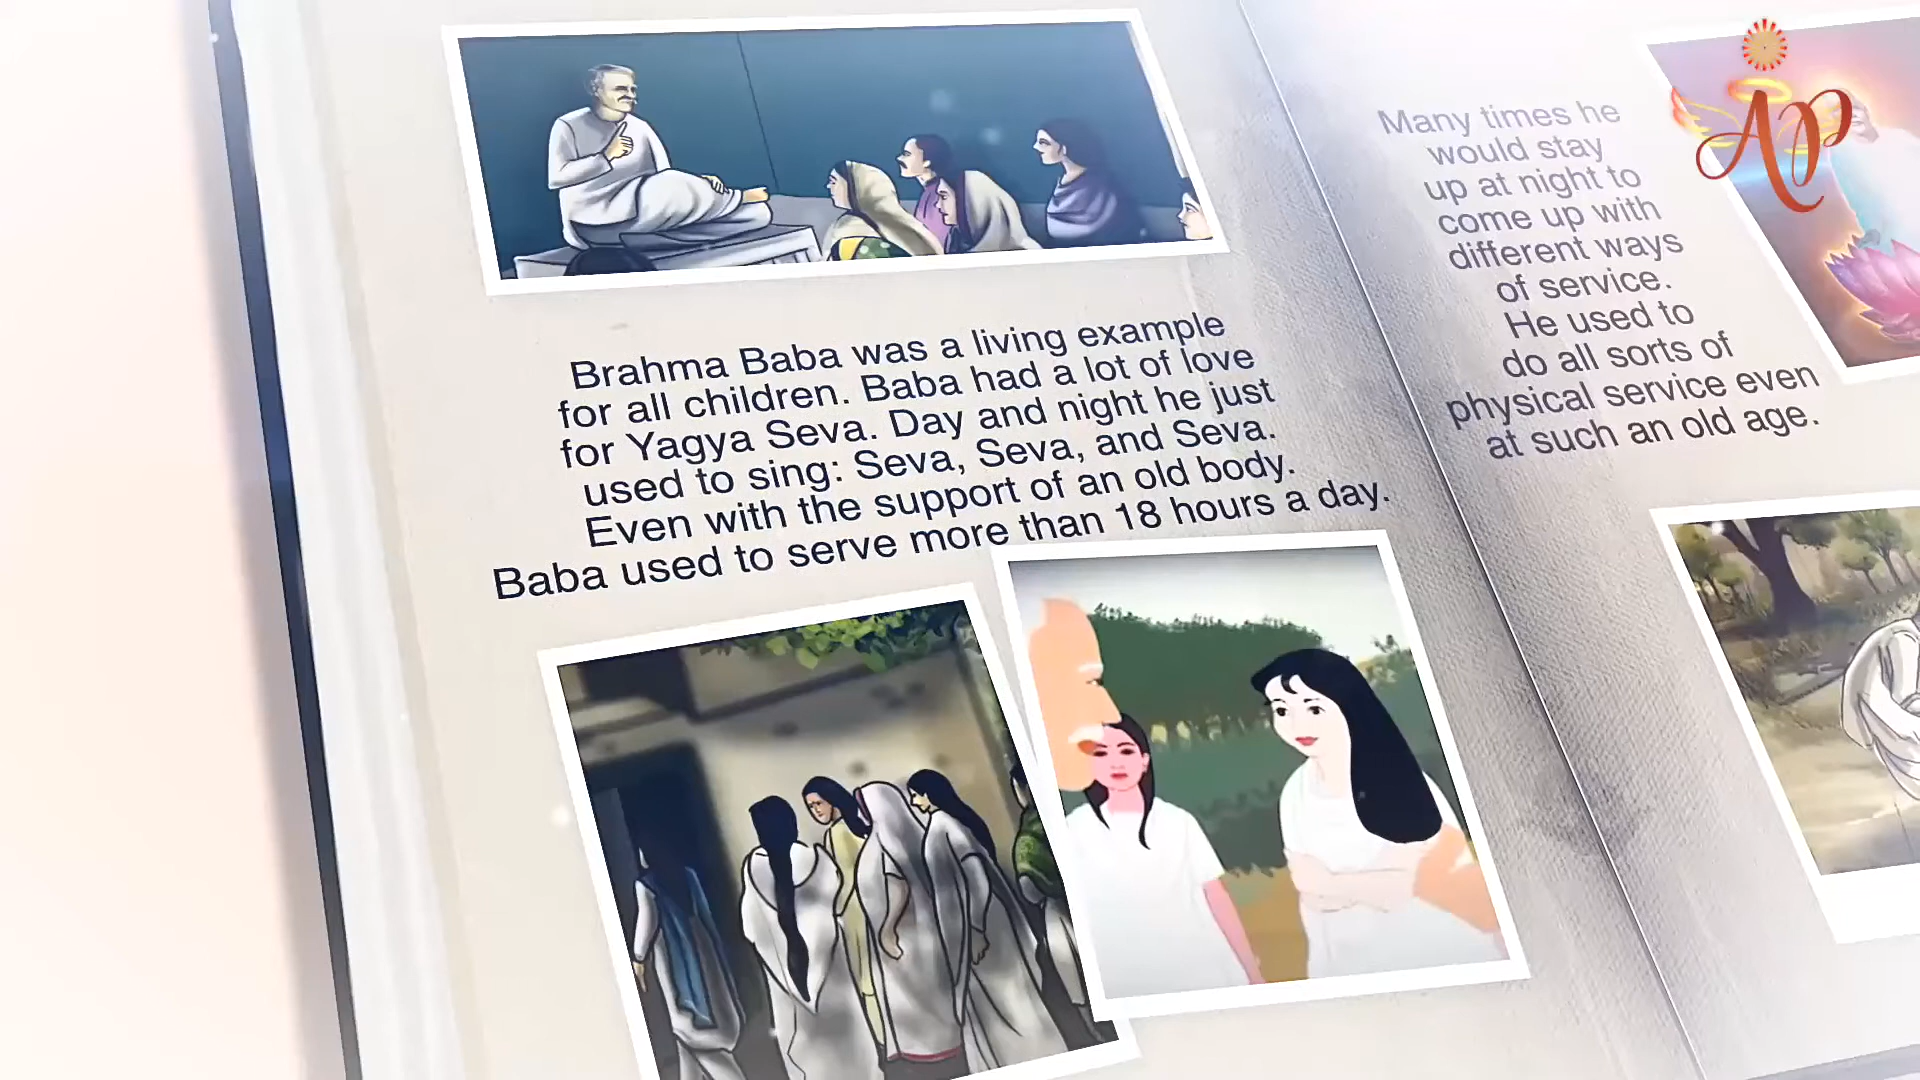 Brahma Baba was a living example
for all children. Baba had a lot of love
for Yagya Seva. Day and night he just
used to sing: Seva, Seva, and Seva.
Even with the support of an old body.
Baba used to serve more than 18 hours a day.
Many times he
would stay
up at night to
come up with
different ways
of service.
He used to
do all sorts of
physical service even
at such an old age.
AP